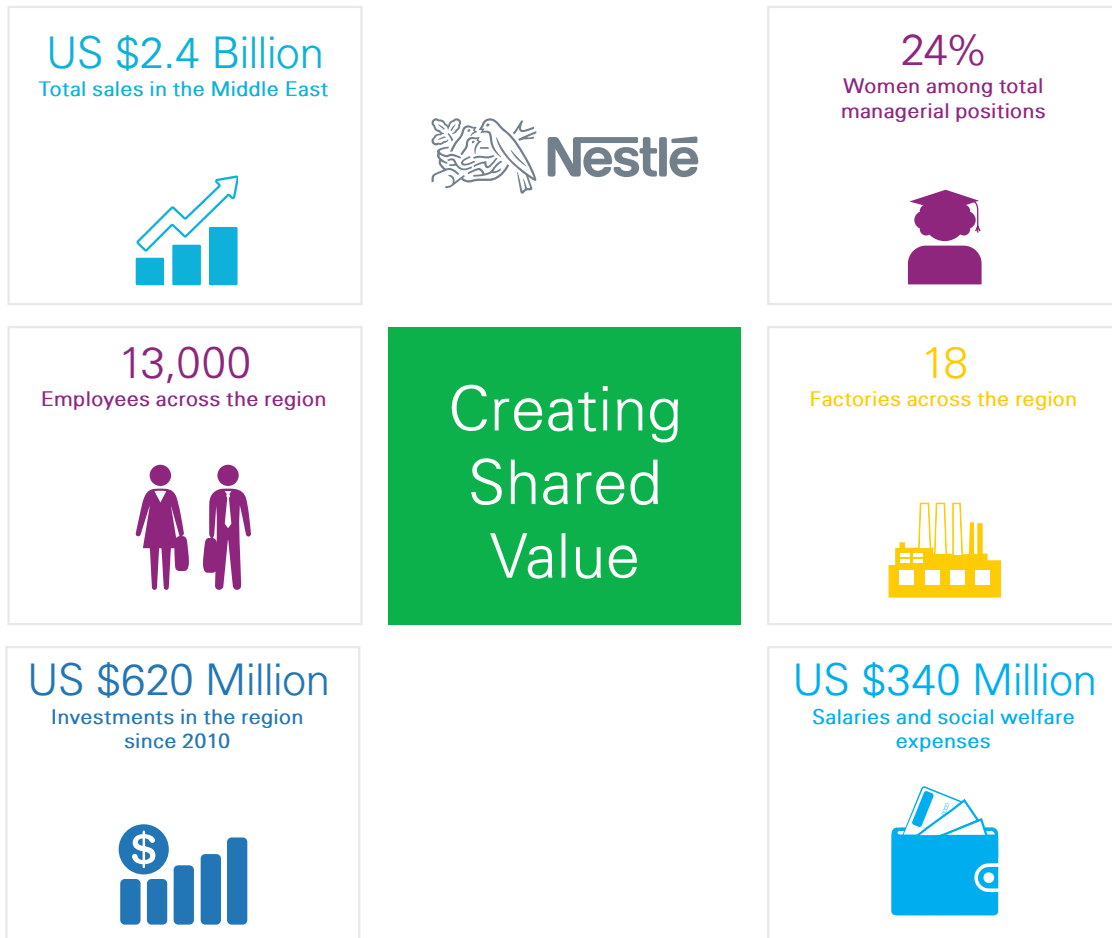 US $2.4 Billion
Total sales in the Middle East
Nestlé
24%
Women among total
managerial positions
13,000
Employees across the region
Creating
Shared
Value
18
Factories across the region
US $620 Million
Investments in the region
since 2010
$
US $340 Million
Salaries and social welfare
expenses